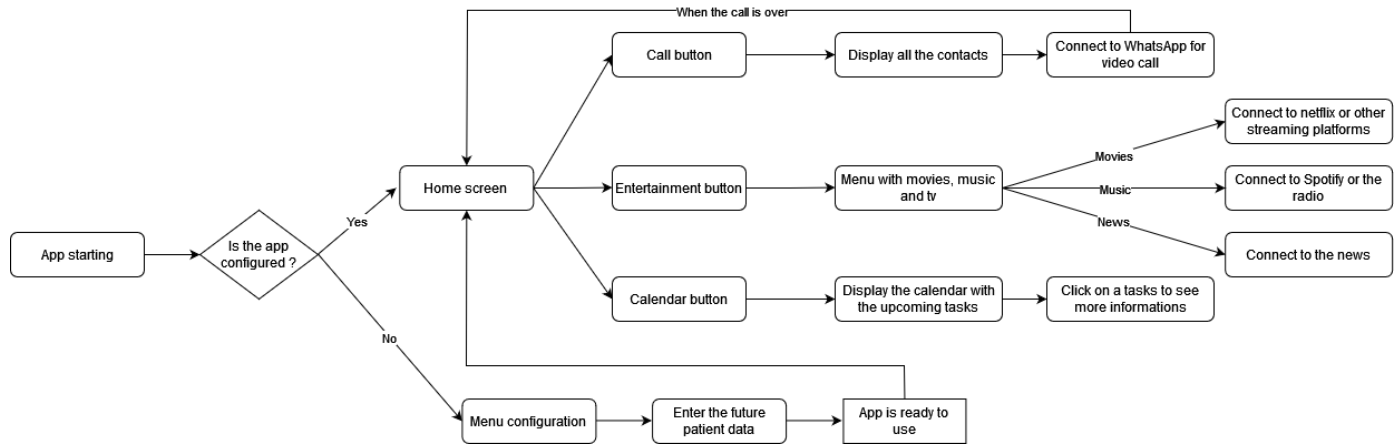 When the call is over
Call button
Display all the contacts
Connect to WhatsApp for
video call
Connect to netflix or other
streaming platforms
Movies
Home screen
Entertainment button
Menu with movies, music
and tv
Music
Connect to Spotify or the
radio
Yes
News
App starting
Is the app
configured ?
Connect to the news
Calendar button
Display the calendar with
the upcoming tasks
Click on a tasks to see
more informations
No
Menu configuration
Enter the future
patient data
App is ready to
use